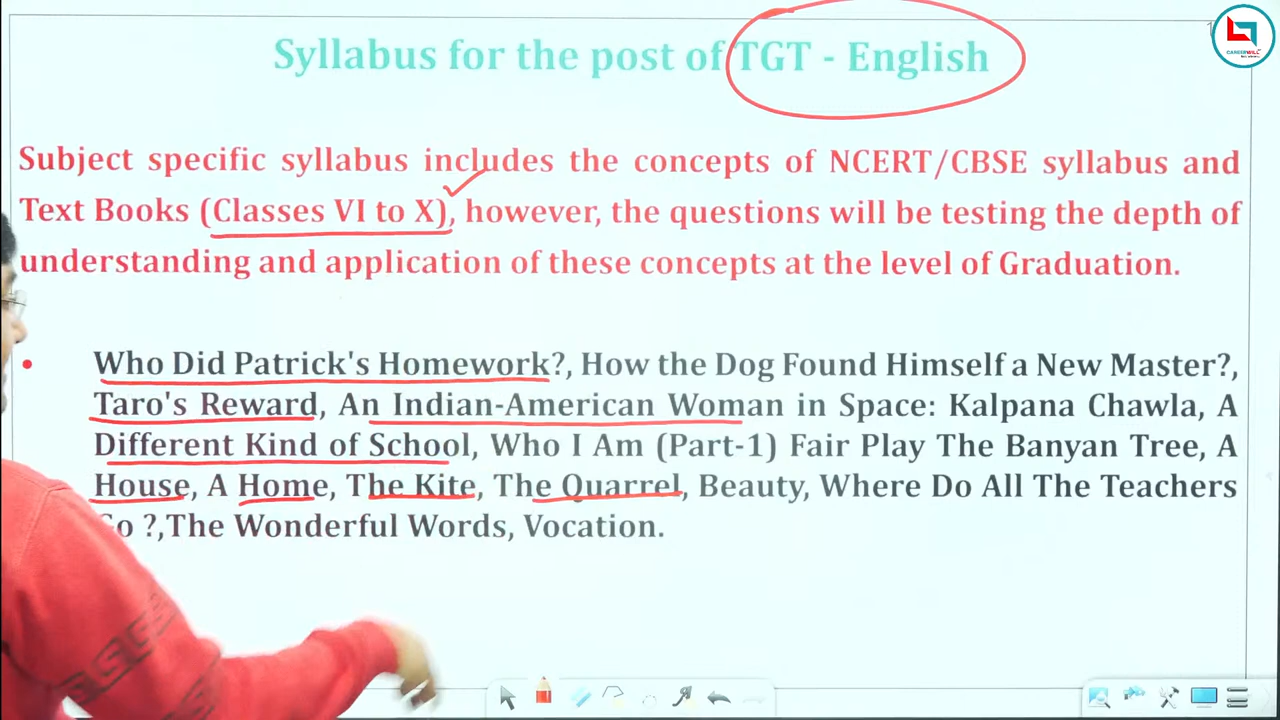 Syllabus for the post of TGT - English
CAREERWILL
Subject specific syllabus includes the concepts of NCERT/CBSE syllabus and
Text Books (Classes VI to X), however, the questions will be testing the depth of
understanding and application of these concepts at the level of Graduation.
• Who Did Patrick's Homework?, How the Dog Found Himself a New Master?,
Taro's Reward, An Indian-American Woman in Space: Kalpana Chawla, A
Different Kind of School, Who I Am (Part-1) Fair Play The Banyan Tree, A
House, A Home, The Kite, The Quarrel, Beauty, Where Do All The Teachers
Go ?,The Wonderful Words, Vocation.